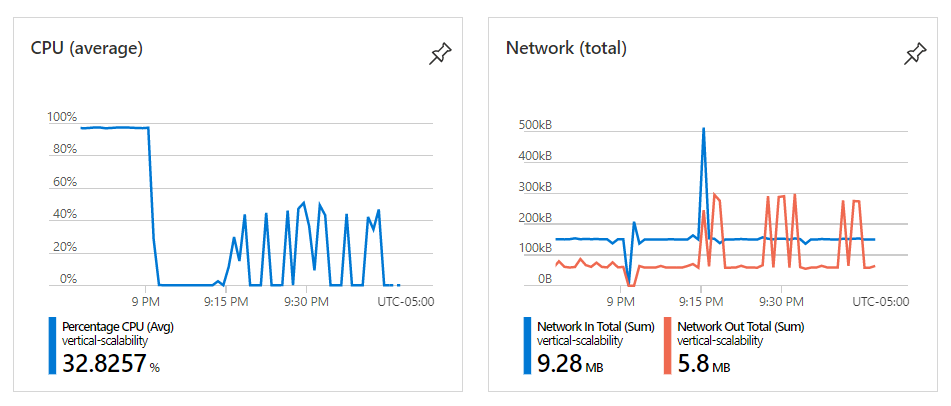 CPU (average)
100%
80%
60%
40%
20%
0%
9 PM
9:15 PM
9:30 PM
UTC-05:00
Percentage CPU (Avg)
vertical-scalability
32.8257 %
Network (total)
500kB
400kB
300kB
200kB
100kB
0B
9 PM
9:15 PM
9:30 PM
UTC-05:00
Network In Total (Sum)
vertical-scalability
9.28 MB
Network Out Total (Sum)
vertical-scalability
5.8 MB